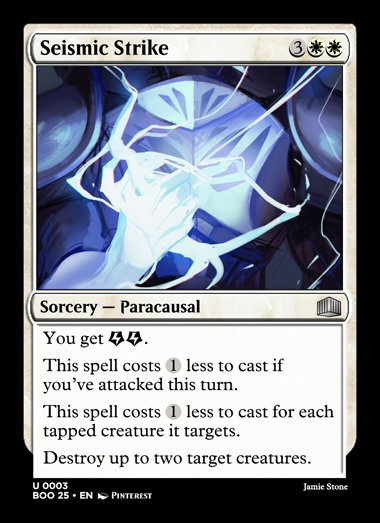 Seismic Strike 3
Sorcery — Paracausal
You get.
This spell costs 1 less to cast if
you've attacked this turn.
This spell costs 1 less to cast for each
tapped creature it targets.
Destroy up to two target creatures.
U 0003
BOO 25 • EN Pinterest
Jamie Stone